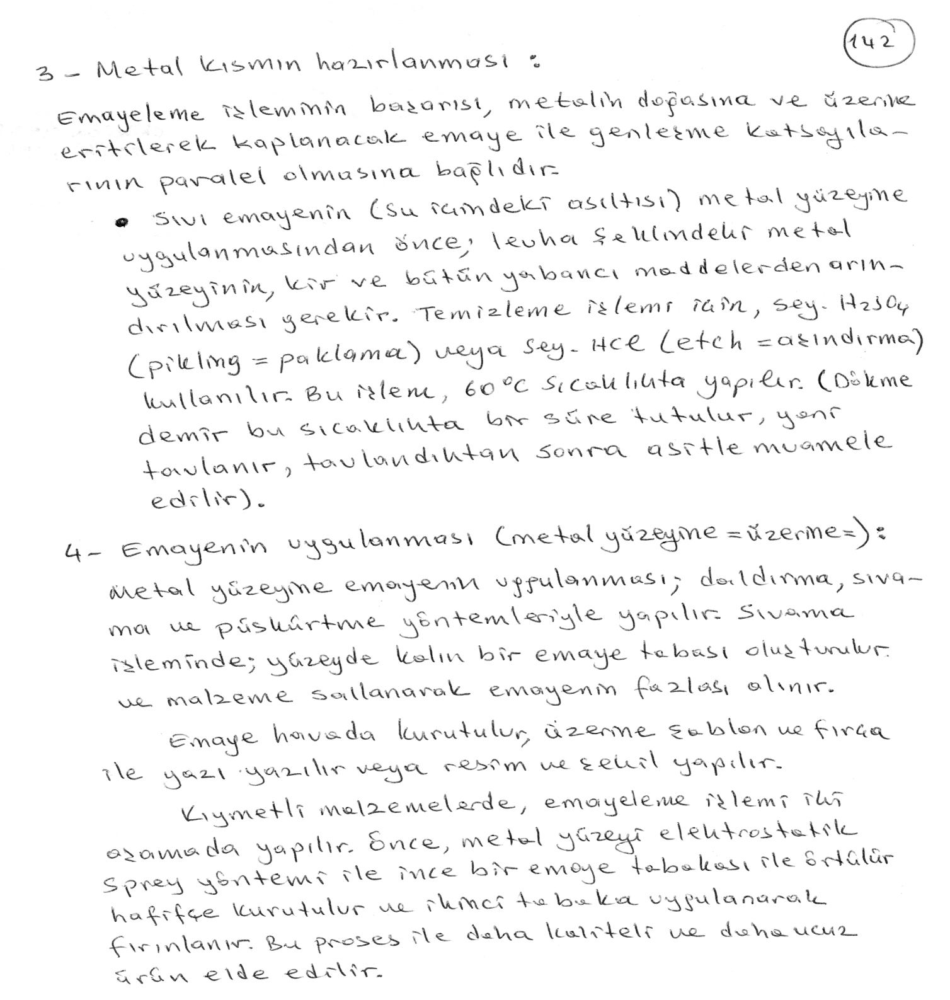 142
3 - Metal kısmın hazırlanması :
Emayeleme işleminin başarısı, metalin doğasına ve üzerine
eritilerek kaplanacak emaye ile genleşme katsayıla-
rının paralel olmasına bağlıdır.
• Sıvı emayenin (su içindeki asıltısı) metal yüzeyine
uygulanmasından önce; levha şeklindeki metal
yüzeyinin, kir ve bütün yabancı maddelerden arın-
dırılması gerekir. Temizleme işlemi için, sey. H2SO4
(pikling = paklama) veya sey. HCl (etch = aşındırma)
kullanılır. Bu işlem, 60 °C sıcaklıkta yapılır. (Dökme
demir bu sıcaklıkta bir süre tutulur, yani
tavlanır, tavlandıktan sonra asitle muamele
edilir).
4 - Emayenin uygulanması (metal yüzeyine = üzerine =) :
Metal yüzeyine emayenin uygulanması; daldırma, sıva-
ma ve püskürtme yöntemleriyle yapılır. Sıvama
işleminde; yüzeyde kalın bir emaye tabası oluşturulur.
ve malzeme sallanarak emayenin fazlası alınır.
Emaye havada kurutulur, üzerine şablon ve fırça
ile yazı yazılır veya resim ve şekil yapılır.
Kıymetli malzemelerde, emayeleme işlemi iki
aşamada yapılır. Önce, metal yüzeyi elektrostatik
sprey yöntemi ile ince bir emaye tabakası ile örtülür
hafifçe kurutulur ve ikinci tabaka uygulanarak
fırınlanır. Bu proses ile daha kaliteli ve daha ucuz
ürün elde edilir.